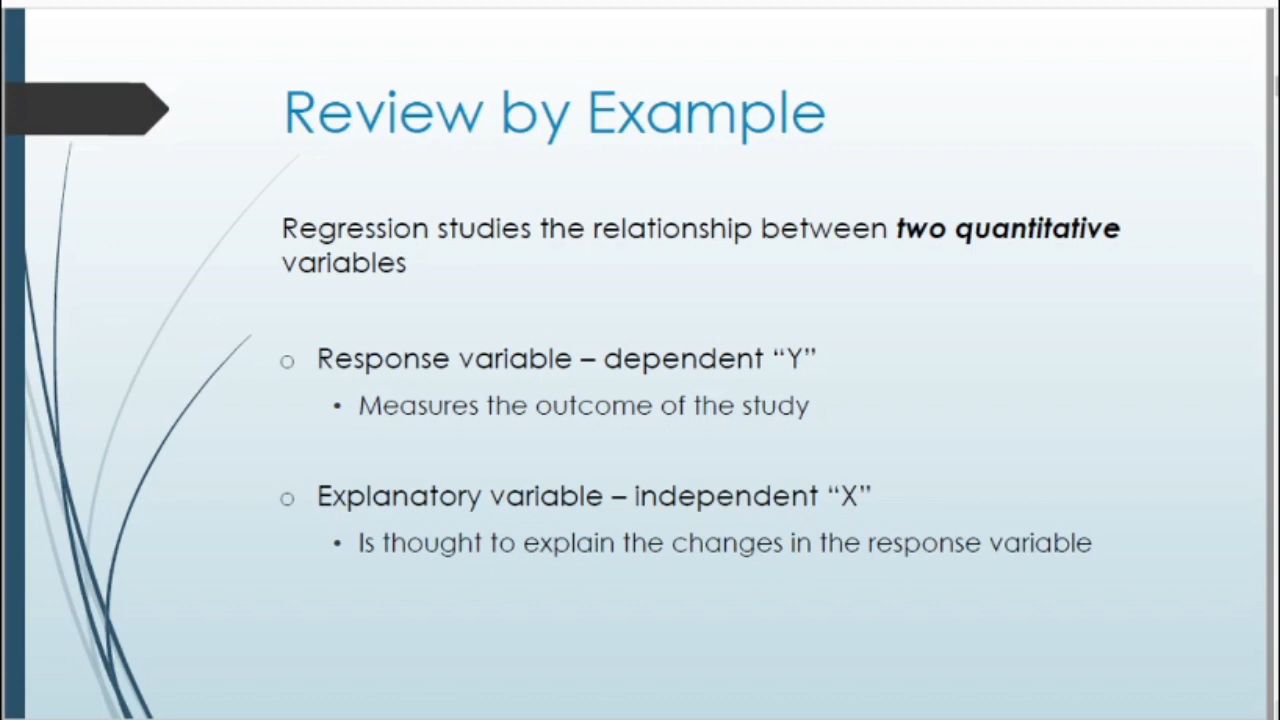 Review by Example
Regression studies the relationship between two quantitative
variables
○ Response variable – dependent “Y”
• Measures the outcome of the study
○ Explanatory variable – independent “X”
• Is thought to explain the changes in the response variable